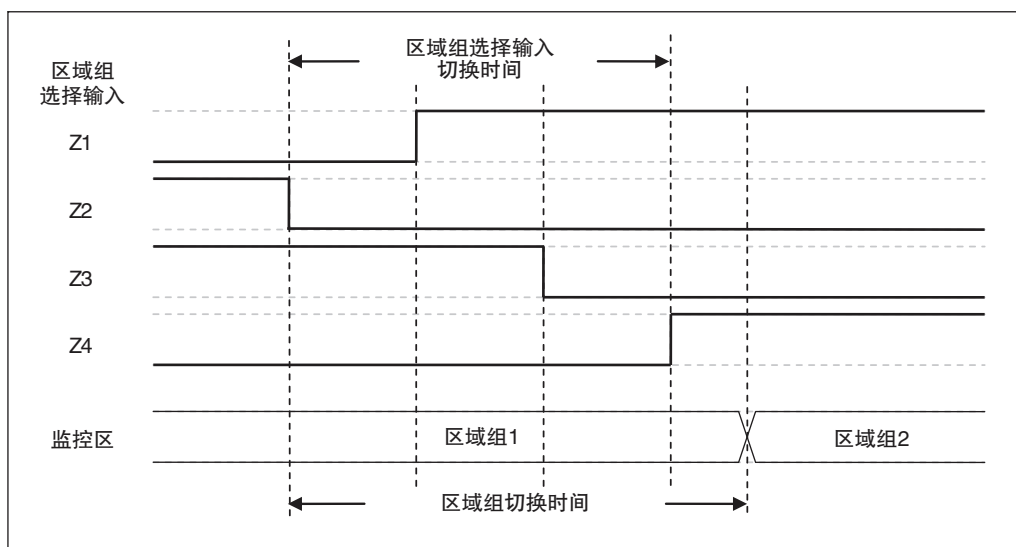 区域组选择输入
切换时间
区域组
选择输入
Z1
Z2
Z3
Z4
监控区
区域组1
区域组2
区域组切换时间